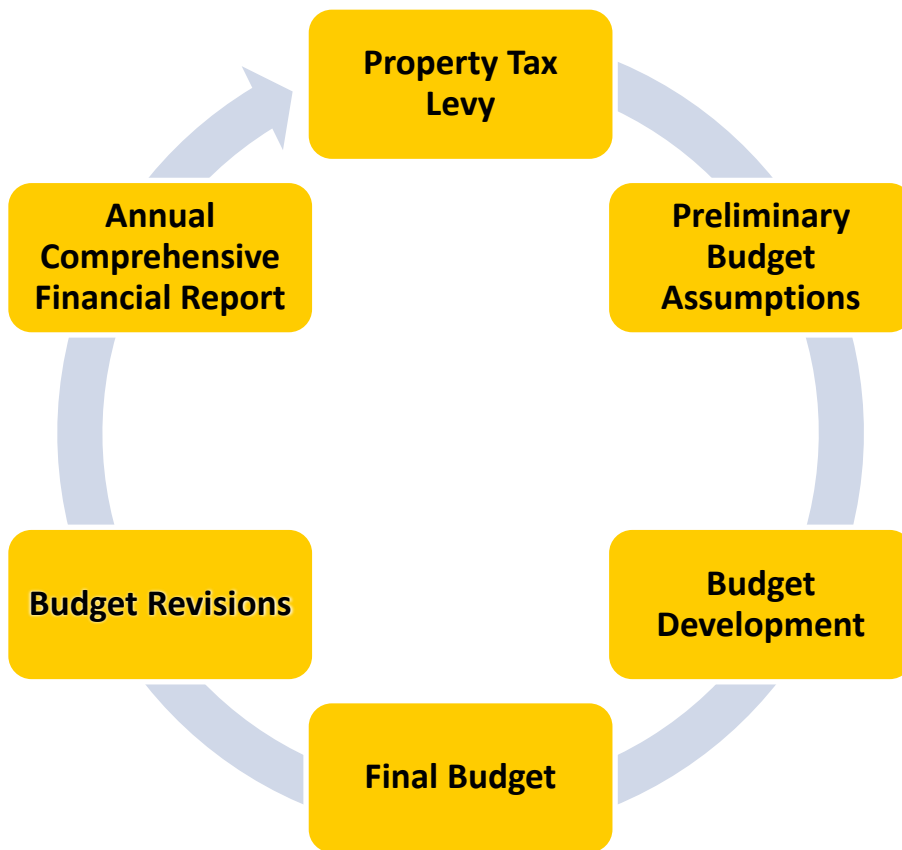 Property Tax
Levy
Preliminary
Budget
Assumptions
Budget
Development
Final Budget
Budget Revisions
Annual
Comprehensive
Financial Report